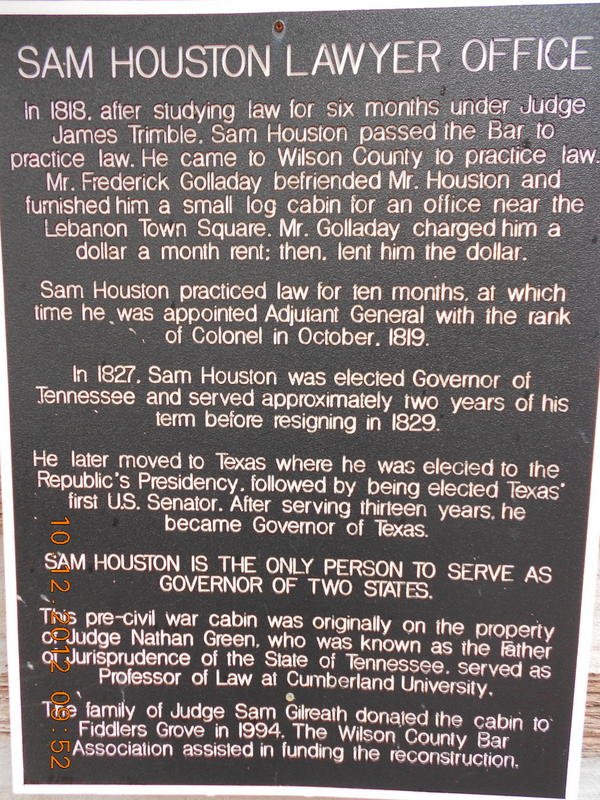 SAM HOUSTON LAWYER OFFICE
In 1818, after studying law for six months under Judge
James Trimble, Sam Houston passed the Bar to
practice law. He came to Wilson County to practice law.
Mr. Frederick Golladay befriended Mr. Houston and
furnished him a small log cabin for an office near the
Lebanon Town Square. Mr. Golladay charged him a
dollar a month rent; then, lent him the dollar.
Sam Houston practiced law for ten months, at which
time he was appointed Adjutant General with the rank
of Colonel in October, 1819.
In 1827, Sam Houston was elected Governor of
Tennessee and served approximately two years of his
term before resigning in 1829.
He later moved to Texas where he was elected to the
Republic's Presidency, followed by being elected Texas'
first U.S. Senator. After serving thirteen years, he
became Governor of Texas.
SAM HOUSTON IS THE ONLY PERSON TO SERVE AS
GOVERNOR OF TWO STATES.
This pre-civil war cabin was originally on the property
of Judge Nathan Green, who was known as the Father
of Jurisprudence of the State of Tennessee, served as
Professor of Law at Cumberland University.
The family of Judge Sam Gilreath donated the cabin to
Fiddlers Grove in 1994. The Wilson County Bar
Association assisted in funding the reconstruction.
10 12 2012 09:52